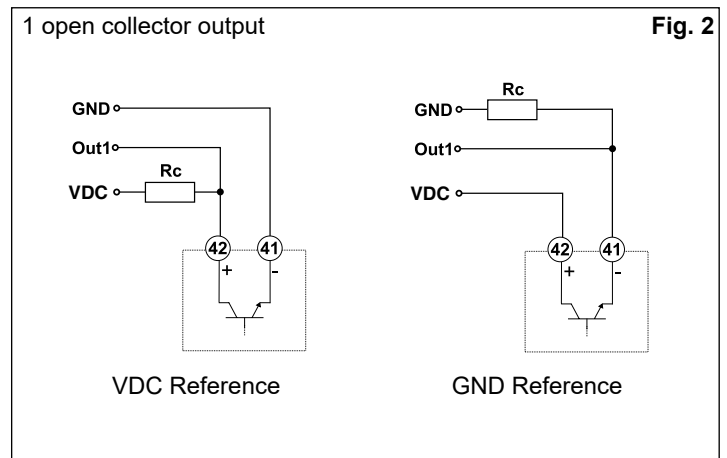 1 open collector output Fig. 2
GND
Out1
Rc
VDC
42 41
+ -
VDC Reference
Rc
GND
Out1
VDC
42 41
+ -
GND Reference